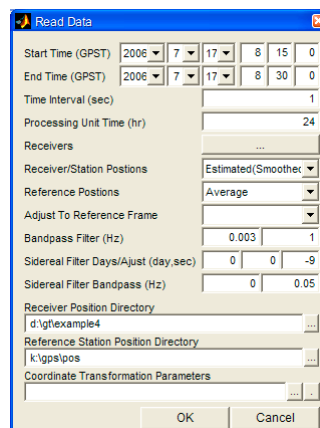 Read Data
Start Time (GPST) 2006 7 17 8 15 0
End Time (GPST) 2006 7 17 8 30 0
Time Interval (sec) 1
Processing Unit Time (hr) 24
Receivers ...
Receiver/Station Postions Estimated(Smoothed
Reference Postions Average
Adjust To Reference Frame
Bandpass Filter (Hz) 0.003 1
Sidereal Filter Days/Ajust (day,sec) 0 0 -9
Sidereal Filter Bandpass (Hz) 0 0.05
Receiver Position Directory
d:\gt\example4 ...
Reference Station Position Directory
k:\gps\pos ...
Coordinate Transformation Parameters
... .
OK Cancel